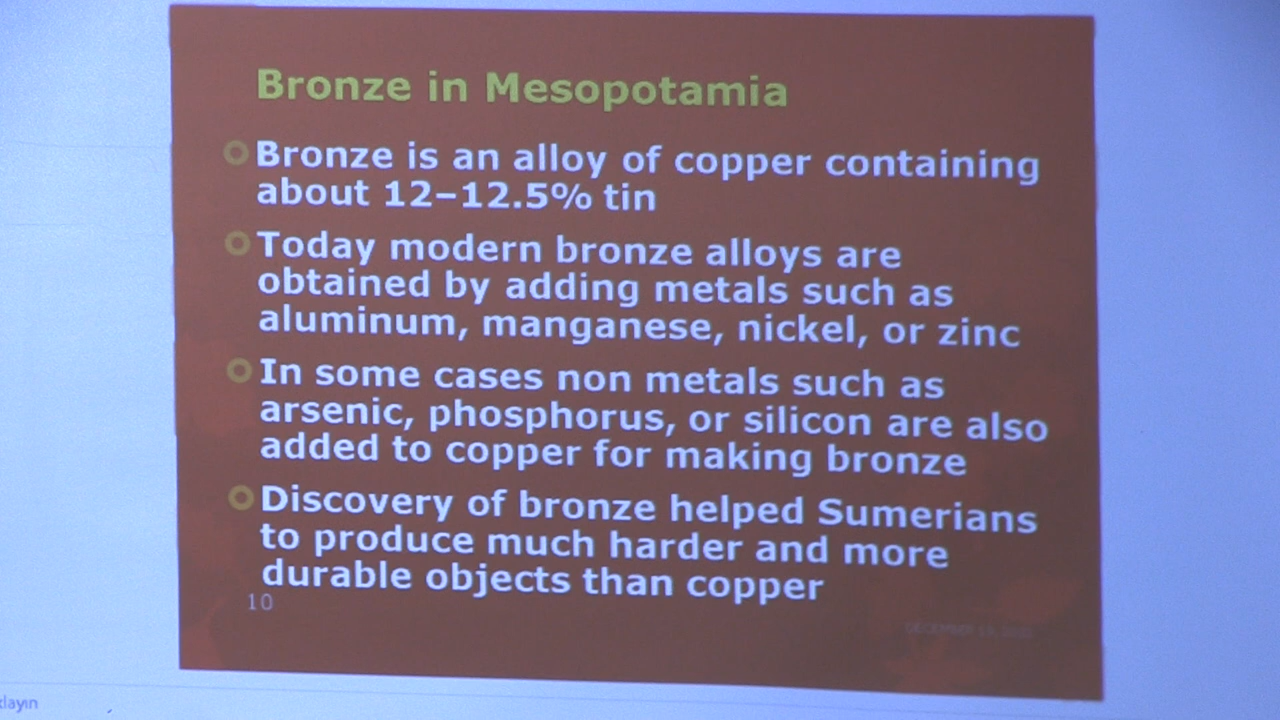 Bronze in Mesopotamia
Bronze is an alloy of copper containing
about 12–12.5% tin
Today modern bronze alloys are
obtained by adding metals such as
aluminum, manganese, nickel, or zinc
In some cases non metals such as
arsenic, phosphorus, or silicon are also
added to copper for making bronze
Discovery of bronze helped Sumerians
to produce much harder and more
durable objects than copper
10
DECEMBER